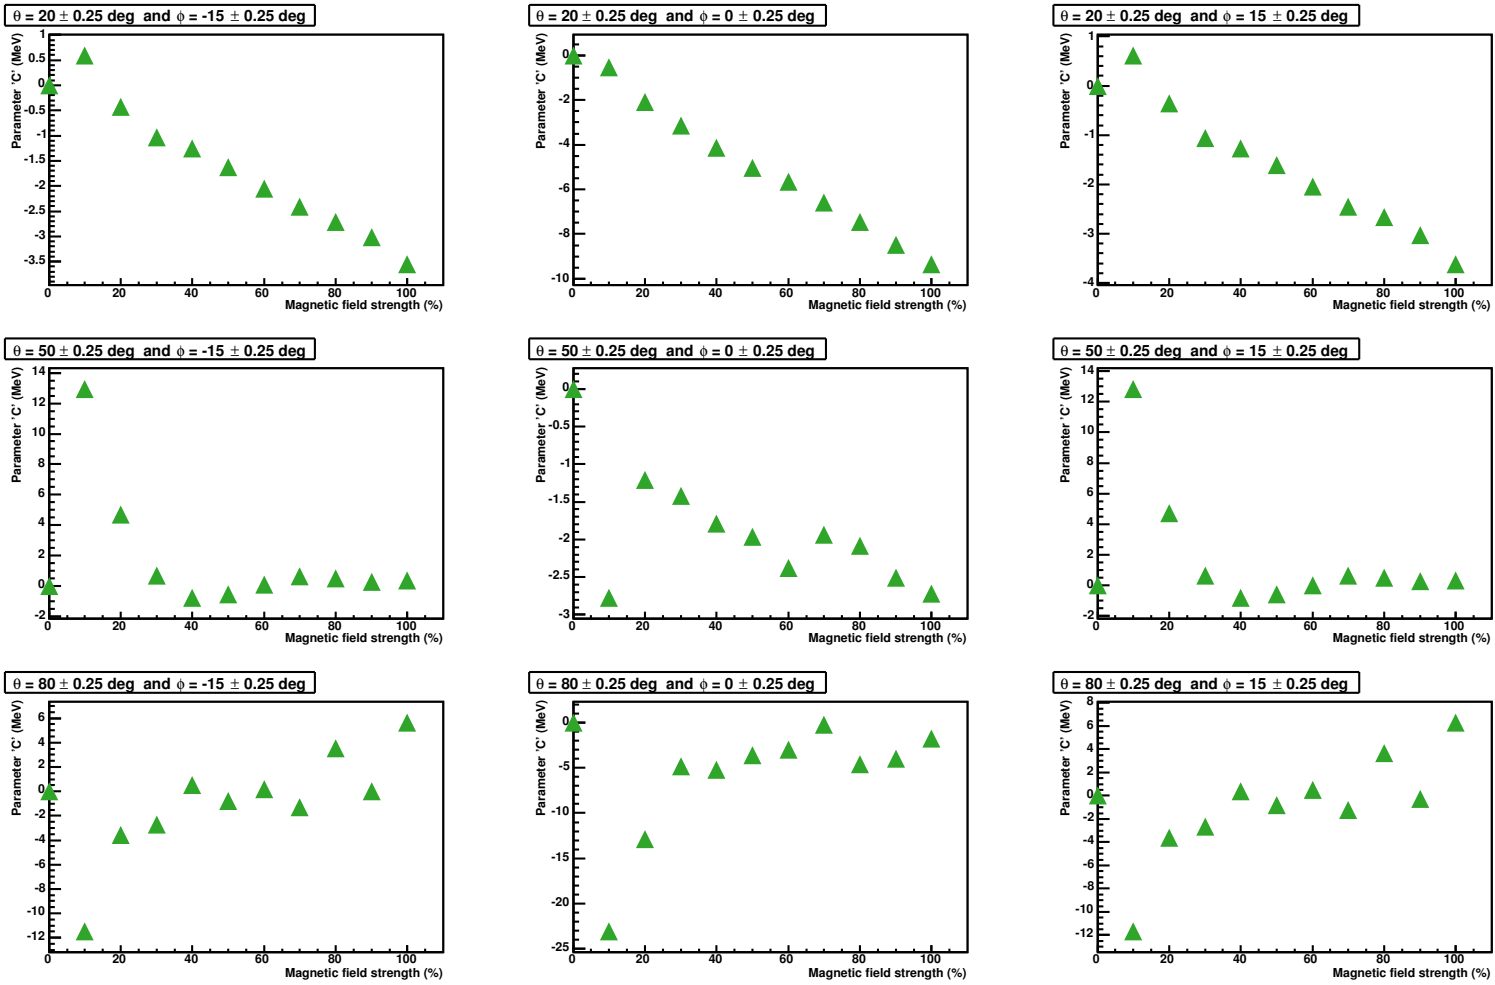 θ = 20 ± 0.25 deg and ϕ = -15 ± 0.25 deg
Parameter 'C' (MeV)
1
0.5
0
-0.5
-1
-1.5
-2
-2.5
-3
-3.5
0 20 40 60 80 100
Magnetic field strength (%)
θ = 20 ± 0.25 deg and ϕ = 0 ± 0.25 deg
Parameter 'C' (MeV)
0
-2
-4
-6
-8
-10
0 20 40 60 80 100
Magnetic field strength (%)
θ = 20 ± 0.25 deg and ϕ = 15 ± 0.25 deg
Parameter 'C' (MeV)
1
0
-1
-2
-3
-4
0 20 40 60 80 100
Magnetic field strength (%)
θ = 50 ± 0.25 deg and ϕ = -15 ± 0.25 deg
Parameter 'C' (MeV)
14
12
10
8
6
4
2
0
-2
0 20 40 60 80 100
Magnetic field strength (%)
θ = 50 ± 0.25 deg and ϕ = 0 ± 0.25 deg
Parameter 'C' (MeV)
0
-0.5
-1
-1.5
-2
-2.5
-3
0 20 40 60 80 100
Magnetic field strength (%)
θ = 50 ± 0.25 deg and ϕ = 15 ± 0.25 deg
Parameter 'C' (MeV)
14
12
10
8
6
4
2
0
-2
0 20 40 60 80 100
Magnetic field strength (%)
θ = 80 ± 0.25 deg and ϕ = -15 ± 0.25 deg
Parameter 'C' (MeV)
6
4
2
0
-2
-4
-6
-8
-10
-12
0 20 40 60 80 100
Magnetic field strength (%)
θ = 80 ± 0.25 deg and ϕ = 0 ± 0.25 deg
Parameter 'C' (MeV)
0
-5
-10
-15
-20
-25
0 20 40 60 80 100
Magnetic field strength (%)
θ = 80 ± 0.25 deg and ϕ = 15 ± 0.25 deg
Parameter 'C' (MeV)
8
6
4
2
0
-2
-4
-6
-8
-10
-12
0 20 40 60 80 100
Magnetic field strength (%)